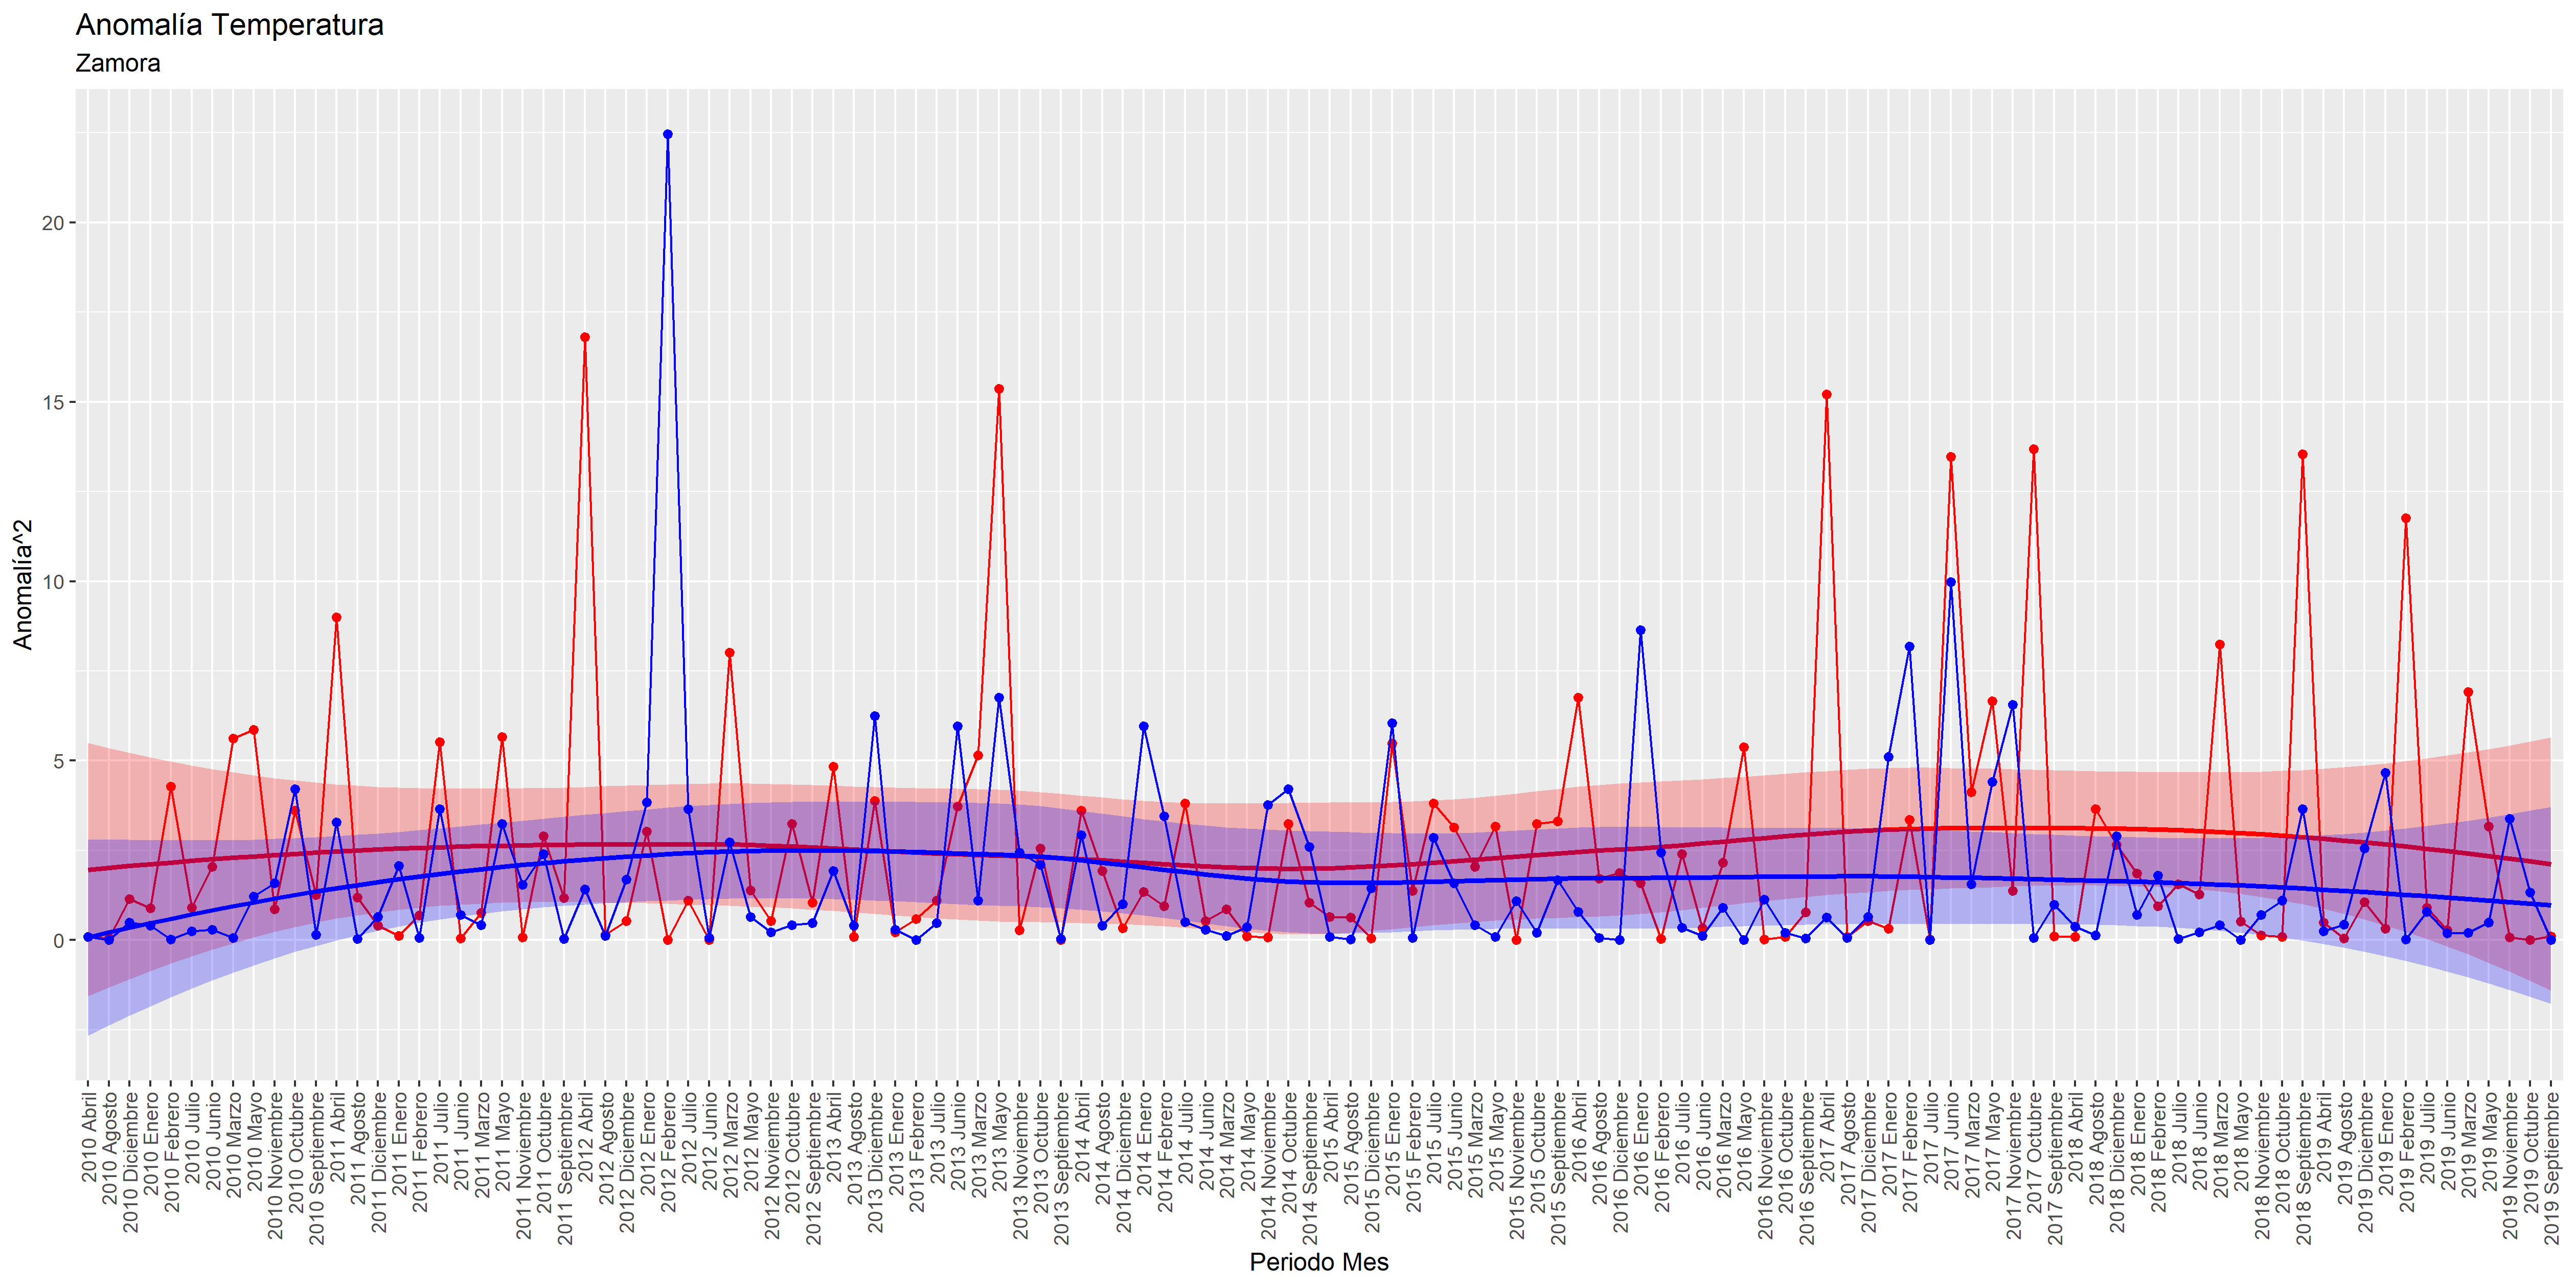 Anomalía Temperatura
Zamora
Anomalía^2
20
15
10
5
0
2010 Abril
2010 Agosto
2010 Diciembre
2010 Enero
2010 Febrero
2010 Julio
2010 Junio
2010 Marzo
2010 Mayo
2010 Noviembre
2010 Octubre
2010 Septiembre
2011 Abril
2011 Agosto
2011 Diciembre
2011 Enero
2011 Febrero
2011 Julio
2011 Junio
2011 Marzo
2011 Mayo
2011 Noviembre
2011 Octubre
2011 Septiembre
2012 Abril
2012 Agosto
2012 Diciembre
2012 Enero
2012 Febrero
2012 Julio
2012 Junio
2012 Marzo
2012 Mayo
2012 Noviembre
2012 Octubre
2012 Septiembre
2013 Abril
2013 Agosto
2013 Diciembre
2013 Enero
2013 Febrero
2013 Julio
2013 Junio
2013 Marzo
2013 Mayo
2013 Noviembre
2013 Octubre
2013 Septiembre
2014 Abril
2014 Agosto
2014 Diciembre
2014 Enero
2014 Febrero
2014 Julio
2014 Junio
2014 Marzo
2014 Mayo
2014 Noviembre
2014 Octubre
2014 Septiembre
2015 Abril
2015 Agosto
2015 Diciembre
2015 Enero
2015 Febrero
2015 Julio
2015 Junio
2015 Marzo
2015 Mayo
2015 Noviembre
2015 Octubre
2015 Septiembre
2016 Abril
2016 Agosto
2016 Diciembre
2016 Enero
2016 Febrero
2016 Julio
2016 Junio
2016 Marzo
2016 Mayo
2016 Noviembre
2016 Octubre
2016 Septiembre
2017 Abril
2017 Agosto
2017 Diciembre
2017 Enero
2017 Febrero
2017 Julio
2017 Junio
2017 Marzo
2017 Mayo
2017 Noviembre
2017 Octubre
2017 Septiembre
2018 Abril
2018 Agosto
2018 Diciembre
2018 Enero
2018 Febrero
2018 Julio
2018 Junio
2018 Marzo
2018 Mayo
2018 Noviembre
2018 Octubre
2018 Septiembre
2019 Abril
2019 Agosto
2019 Diciembre
2019 Enero
2019 Febrero
2019 Julio
2019 Junio
2019 Marzo
2019 Mayo
2019 Noviembre
2019 Octubre
2019 Septiembre
Periodo Mes